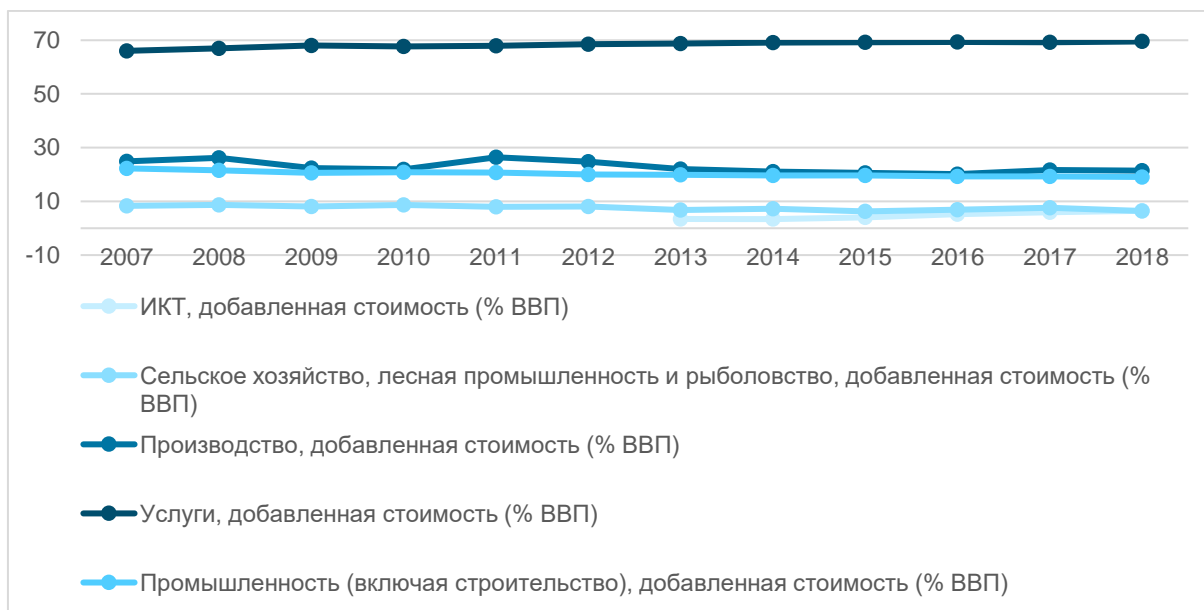 70
50
30
10
-10
2007 2008 2009 2010 2011 2012 2013 2014 2015 2016 2017 2018
ИКТ, добавленная стоимость (% ВВП)
Сельское хозяйство, лесная промышленность и рыболовство, добавленная стоимость (%
ВВП)
Производство, добавленная стоимость (% ВВП)
Услуги, добавленная стоимость (% ВВП)
Промышленность (включая строительство), добавленная стоимость (% ВВП)